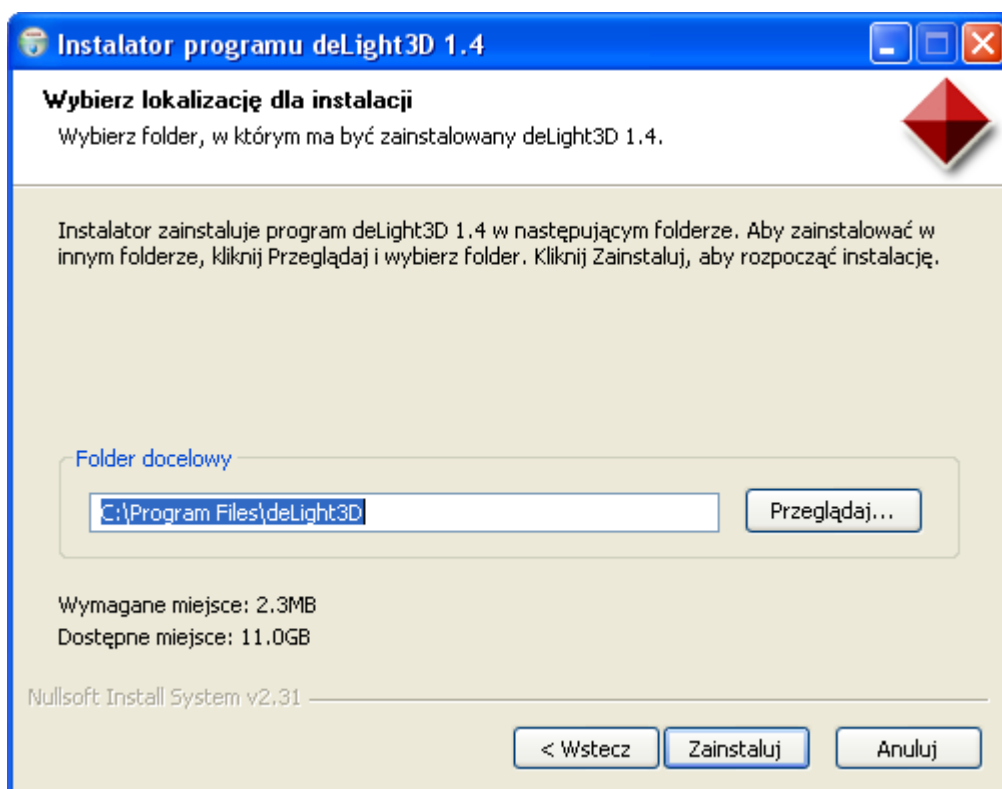 Instalator programu deLight3D 1.4
Wybierz lokalizację dla instalacji
Wybierz folder, w którym ma być zainstalowany deLight3D 1.4.
Instalator zainstaluje program deLight3D 1.4 w następującym folderze. Aby zainstalować w
innym folderze, kliknij Przeglądaj i wybierz folder. Kliknij Zainstaluj, aby rozpocząć instalację.
Folder docelowy
C:\Program Files\deLight3D
Przeglądaj...
Wymagane miejsce: 2.3MB
Dostępne miejsce: 11.0GB
Nullsoft Install System v2.31
< Wstecz
Zainstaluj
Anuluj